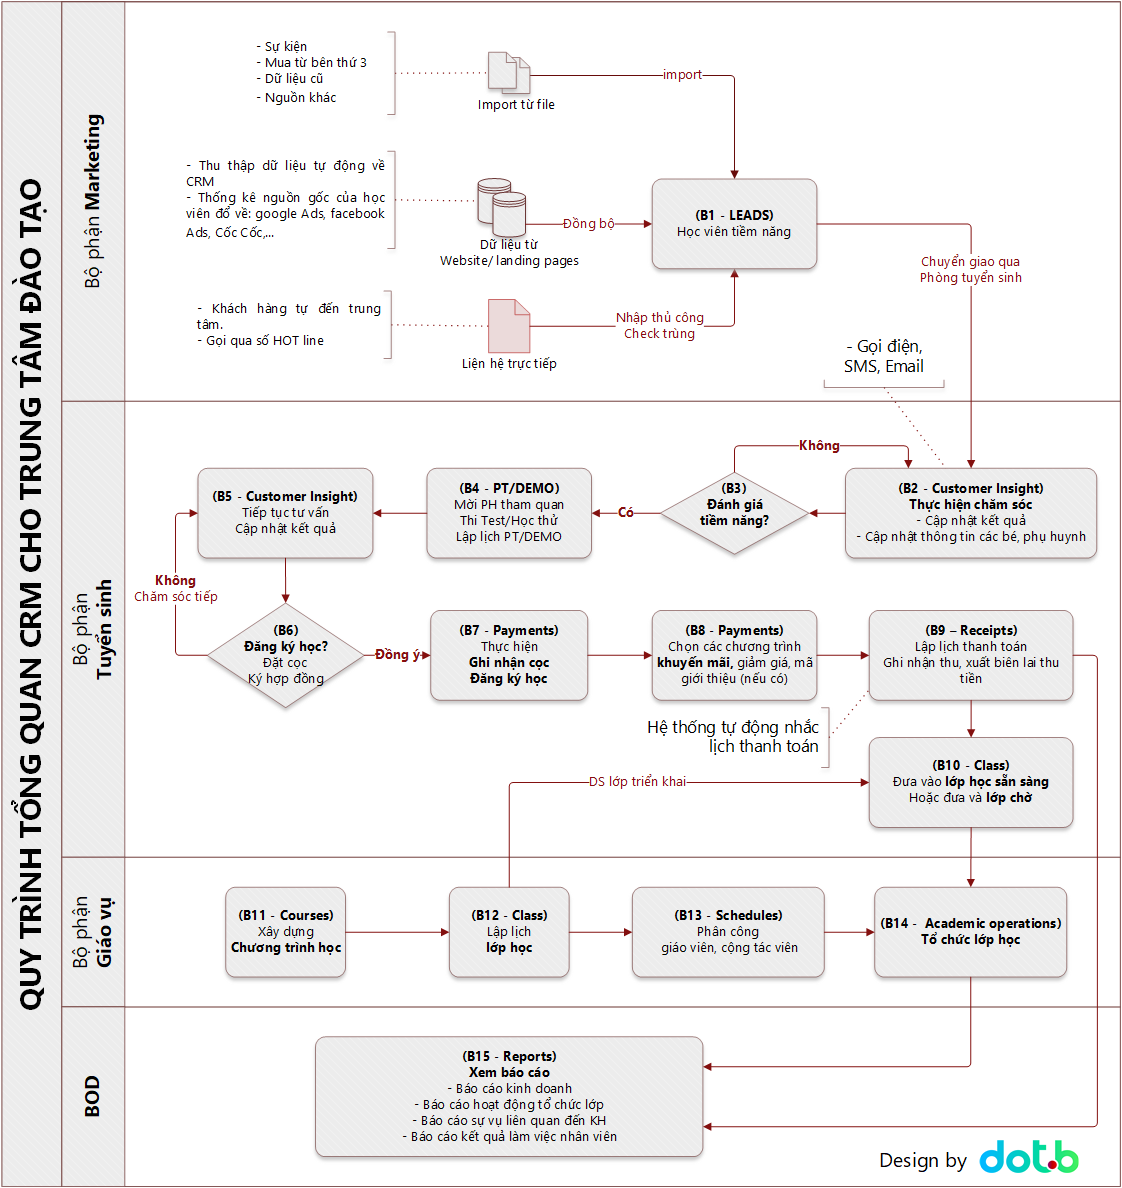 QUY TRÌNH TỔNG QUAN CRM CHO TRUNG TÂM ĐÀO TẠO
Bộ phận Marketing
- Sự kiện
- Mua từ bên thứ 3
- Dữ liệu cũ
- Nguồn khác
Import từ file
import
- Thu thập dữ liệu tự động về
CRM
- Thống kê nguồn gốc của học
viên đổ về: google Ads, facebook
Ads, Cốc Cốc,...
Dữ liệu từ
Website/ landing pages
Đồng bộ
(B1 - LEADS)
Học viên tiềm năng
Chuyển giao qua
Phòng tuyển sinh
- Khách hàng tự đến trung
tâm.
- Gọi qua số HOT line
Liên hệ trực tiếp
Nhập thủ công
Check trùng
- Gọi điện,
SMS, Email
Bộ phận
Tuyển sinh
Không
(B5 - Customer Insight)
Tiếp tục tư vấn
Cập nhật kết quả
(B4 - PT/DEMO)
Mời PH tham quan
Thi Test/Học thử
Lập lịch PT/DEMO
Có
(B3)
Đánh giá
tiềm năng?
(B2 - Customer Insight)
Thực hiện chăm sóc
- Cập nhật kết quả
- Cập nhật thông tin các bé, phụ huynh
Không
Chăm sóc tiếp
(B6)
Đăng ký học?
Đặt cọc
Ký hợp đồng
Đồng ý
(B7 - Payments)
Thực hiện
Ghi nhận cọc
Đăng ký học
(B8 - Payments)
Chọn các chương trình
khuyến mãi, giảm giá, mã
giới thiệu (nếu có)
(B9 – Receipts)
Lập lịch thanh toán
Ghi nhận thu, xuất biên lai thu
tiền
Hệ thống tự động nhắc
lịch thanh toán
DS lớp triển khai
(B10 - Class)
Đưa vào lớp học sẵn sàng
Hoặc đưa và lớp chờ
Bộ phận
Giáo vụ
(B11 - Courses)
Xây dựng
Chương trình học
(B12 - Class)
Lập lịch
lớp học
(B13 - Schedules)
Phân công
giáo viên, cộng tác viên
(B14 - Academic operations)
Tổ chức lớp học
BOD
(B15 - Reports)
Xem báo cáo
- Báo cáo kinh doanh
- Báo cáo hoạt động tổ chức lớp
- Báo cáo sự vụ liên quan đến KH
- Báo cáo kết quả làm việc nhân viên
Design by dot.b